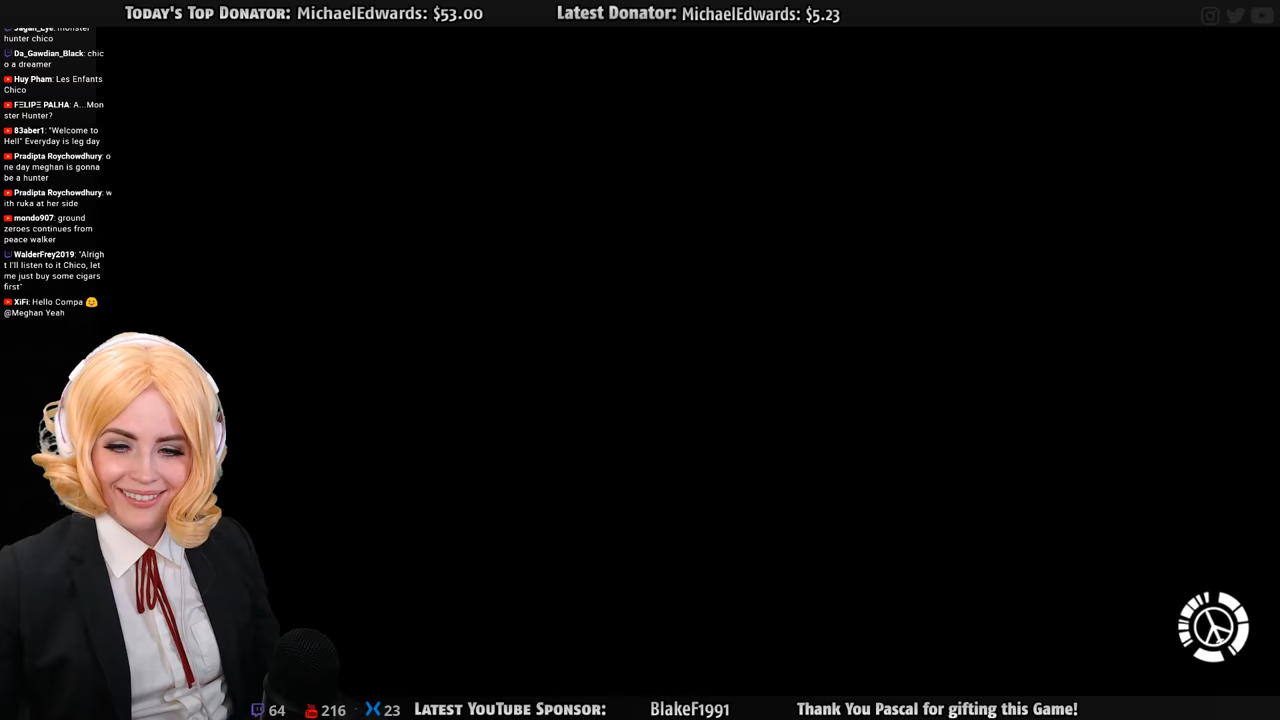 Today's Top Donator: MichaelEdwards: $53.00
Latest Donator: MichaelEdwards: $5.23
Jagan_Eye: monster
hunter chico
Da_Gawdian_Black: chic
o a dreamer
Huy Pham: Les Enfants
Chico
FΞLIPΞ PALHA: A...Mon
ster Hunter?
83aber1: "Welcome to
Hell" Everyday is leg day
Pradipta Roychowdhury: o
ne day meghan is gonna
be a hunter
Pradipta Roychowdhury: w
ith ruka at her side
mondo907: ground
zeroes continues from
peace walker
WalderFrey2019: "Alrigh
t I'll listen to it Chico, let
me just buy some cigars
first"
XiFi: Hello Compa 🤗
@Meghan Yeah
64 216 23 Latest YouTube Sponsor: BlakeF1991 Thank You Pascal for gifting this Game!